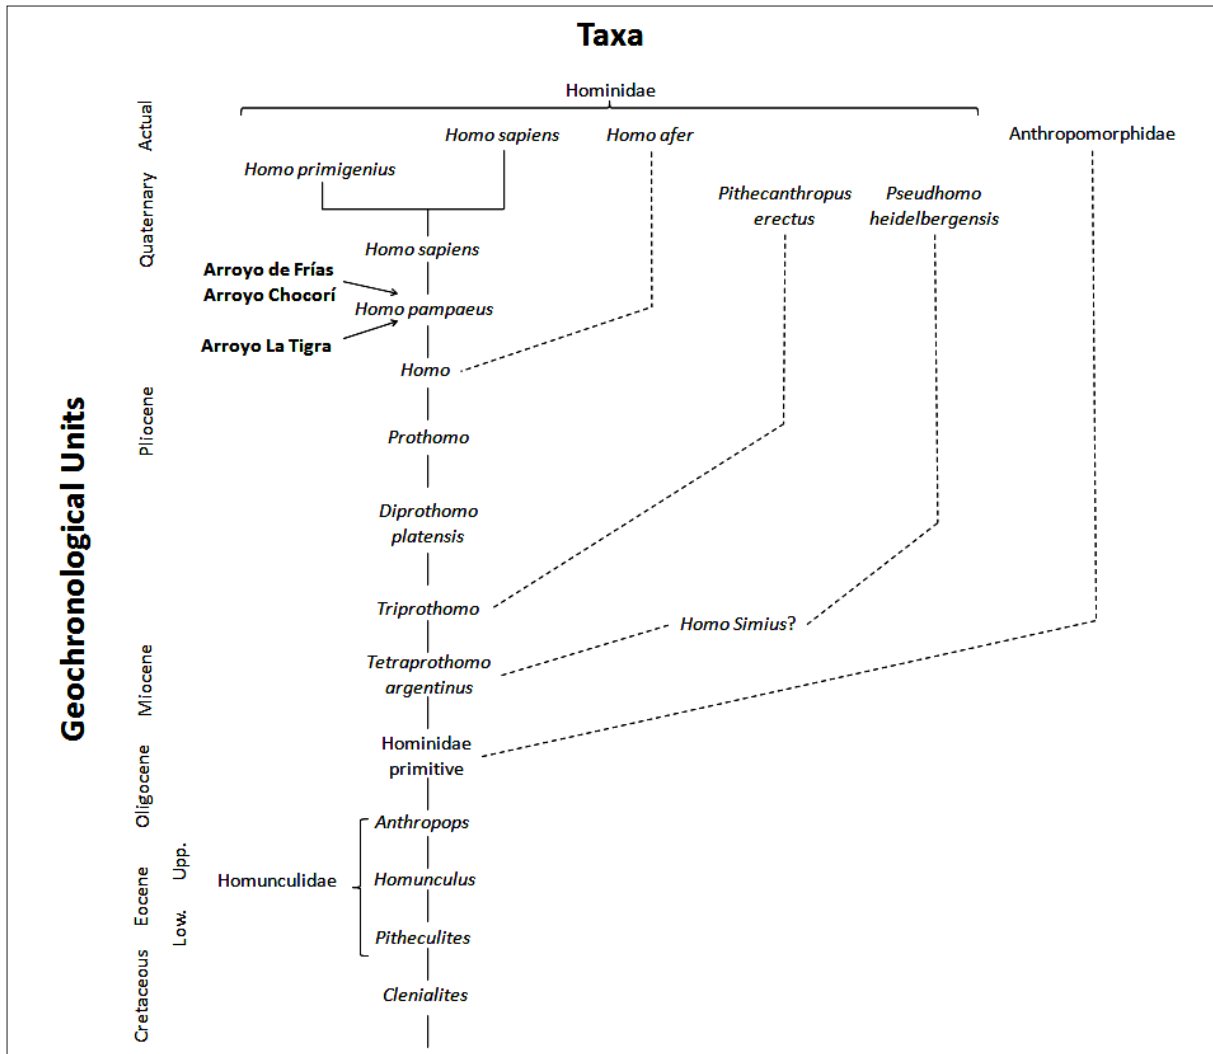 Taxa
Hominidae
Actual
Homo sapiens
Homo afer
Anthropomorphidae
Homo primigenius
Quaternary
Pithecanthropus
erectus
Pseudhomo
heidelbergensis
Homo sapiens
Arroyo de Frías
Arroyo Chocorí
Homo pampaeus
Arroyo La Tigra
Homo
Pliocene
Prothomo
Geochronological Units
Diprothomo
platensis
Triprothomo
Homo Simius?
Miocene
Tetraprothomo
argentinus
Hominidae
primitive
Oligocene
Anthropops
Upp.
Eocene
Homunculidae
Homunculus
Low.
Pitheculites
Cretaceous
Clenialites